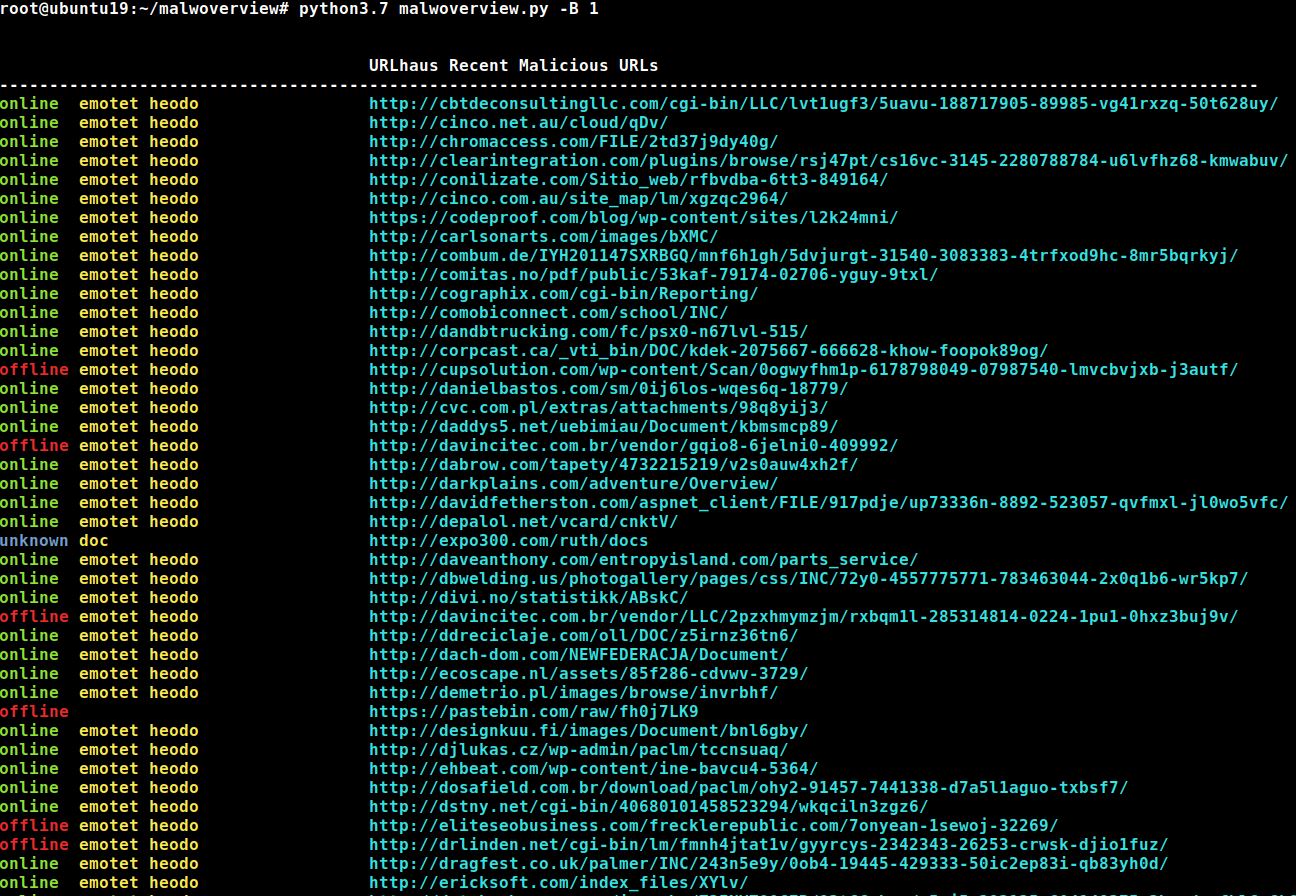 root@ubuntu19:~/malwoverview# python3.7 malwoverview.py -B 1
URLhaus Recent Malicious URLs
------------------------------------------------------------------------------------------------------------------------------
online emotet heodo http://cbtdeconsultingllc.com/cgi-bin/LLC/lvt1ugf3/5uavu-188717905-89985-vg41rxzq-50t628uy/
online emotet heodo http://cinco.net.au/cloud/qDv/
online emotet heodo http://chromaccess.com/FILE/2td37j9dy40g/
online emotet heodo http://clearintegration.com/plugins/browse/rsj47pt/cs16vc-3145-2280788784-u6lvfhz68-kmwabuv/
online emotet heodo http://conilizate.com/Sitio_web/rfbvdba-6tt3-849164/
online emotet heodo http://cinco.com.au/site_map/lm/xgzqc2964/
online emotet heodo https://codeproof.com/blog/wp-content/sites/l2k24mni/
online emotet heodo http://carlsonarts.com/images/bXMC/
online emotet heodo http://combum.de/IYH201147SXRBGQ/mnf6h1gh/5dvjurgt-31540-3083383-4trfxod9hc-8mr5bqrkyj/
online emotet heodo http://comitas.no/pdf/public/53kaf-79174-02706-yguy-9txl/
online emotet heodo http://cographix.com/cgi-bin/Reporting/
online emotet heodo http://comobiconnect.com/school/INC/
online emotet heodo http://dandbtrucking.com/fc/psx0-n67lvl-515/
online emotet heodo http://corpcast.ca/_vti_bin/DOC/kdek-2075667-666628-khow-foopok89og/
offline emotet heodo http://cupsolution.com/wp-content/Scan/0ogwyfhm1p-6178798049-07987540-lmvcbvjxb-j3autf/
online emotet heodo http://danielbastos.com/sm/0ij6los-wqes6q-18779/
online emotet heodo http://cvc.com.pl/extras/attachments/98q8yij3/
online emotet heodo http://daddys5.net/uebimiau/Document/kbmsmcp89/
offline emotet heodo http://davincitec.com.br/vendor/gqio8-6jelni0-409992/
online emotet heodo http://dabrow.com/tapety/4732215219/v2s0auw4xh2f/
online emotet heodo http://darkplains.com/adventure/Overview/
online emotet heodo http://davidfetherston.com/aspnet_client/FILE/917pdje/up73336n-8892-523057-qvfmxl-jl0wo5vfc/
online emotet heodo http://depalol.net/vcard/cnktV/
unknown doc http://expo300.com/ruth/docs
online emotet heodo http://daveanthony.com/entropyisland.com/parts_service/
online emotet heodo http://dbwelding.us/photogallery/pages/css/INC/72y0-4557775771-783463044-2x0q1b6-wr5kp7/
online emotet heodo http://divi.no/statistikk/ABskC/
offline emotet heodo http://davincitec.com.br/vendor/LLC/2pzxhmymzjm/rxbqm1l-285314814-0224-1pu1-0hxz3buj9v/
online emotet heodo http://ddreciclaje.com/oll/DOC/z5irnz36tn6/
online emotet heodo http://dach-dom.com/NEWFEDERACJA/Document/
online emotet heodo http://ecoscape.nl/assets/85f286-cdvwv-3729/
online emotet heodo http://demetrio.pl/images/browse/invrbhf/
offline https://pastebin.com/raw/fh0j7LK9
online emotet heodo http://designkuu.fi/images/Document/bnl6gby/
online emotet heodo http://djlukas.cz/wp-admin/paclm/tccnsuaq/
online emotet heodo http://ehbeat.com/wp-content/ine-bavcu4-5364/
online emotet heodo http://dosafield.com.br/download/paclm/ohy2-91457-7441338-d7a5l1aguo-txbsf7/
online emotet heodo http://dstny.net/cgi-bin/40680101458523294/wkqciln3zgz6/
offline emotet heodo http://eliteseobusiness.com/frecklerepublic.com/7onyean-1sewoj-32269/
offline emotet heodo http://drlinden.net/cgi-bin/lm/fmnh4jtat1v/gyyrcys-2342343-26253-crwsk-djio1fuz/
online emotet heodo http://dragfest.co.uk/palmer/INC/243n5e9y/0ob4-19445-429333-50ic2ep83i-qb83yh0d/
online emotet heodo http://ericksoft.com/index_files/XYlv/